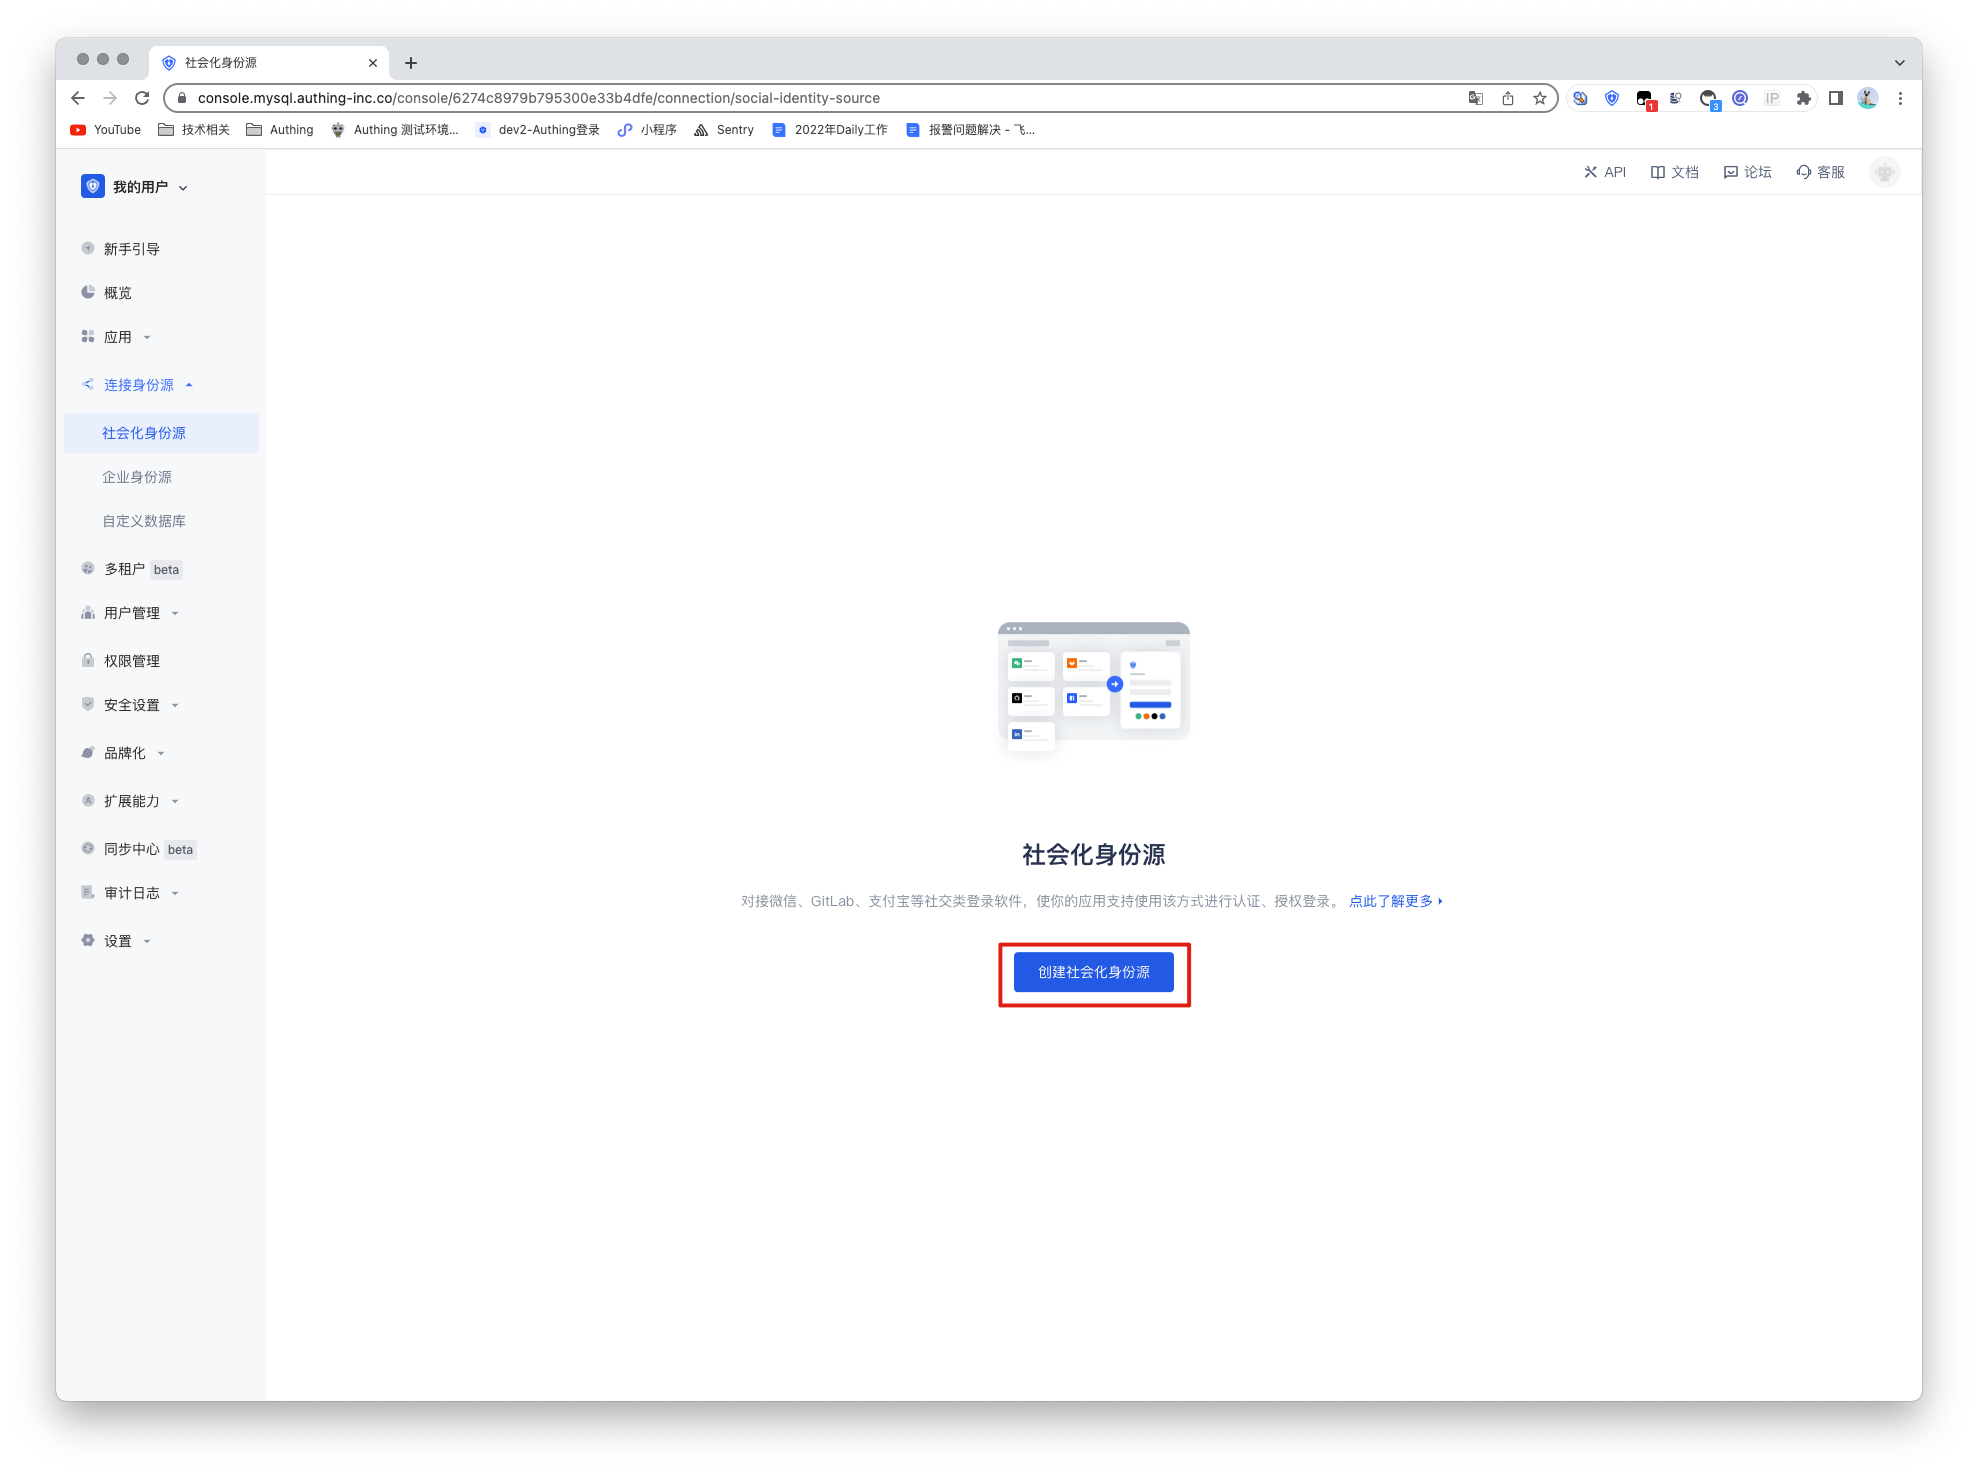 社会化身份源
console.mysql.authing-inc.co/console/6274c8979b795300e33b4dfe/connection/social-identity-source
1
3
IP
YouTube 技术相关 Authing Authing 测试环境... dev2-Authing登录 小程序 Sentry 2022年Daily工作 报警问题解决 - 飞...
我的用户
API 文档 论坛 客服
新手引导
概览
应用
连接身份源
社会化身份源
企业身份源
自定义数据库
多租户 beta
用户管理
权限管理
安全设置
品牌化
扩展能力
同步中心 beta
审计日志
设置
社会化身份源
对接微信、GitLab、支付宝等社交类登录软件，使你的应用支持使用该方式进行认证、授权登录。 点此了解更多
创建社会化身份源